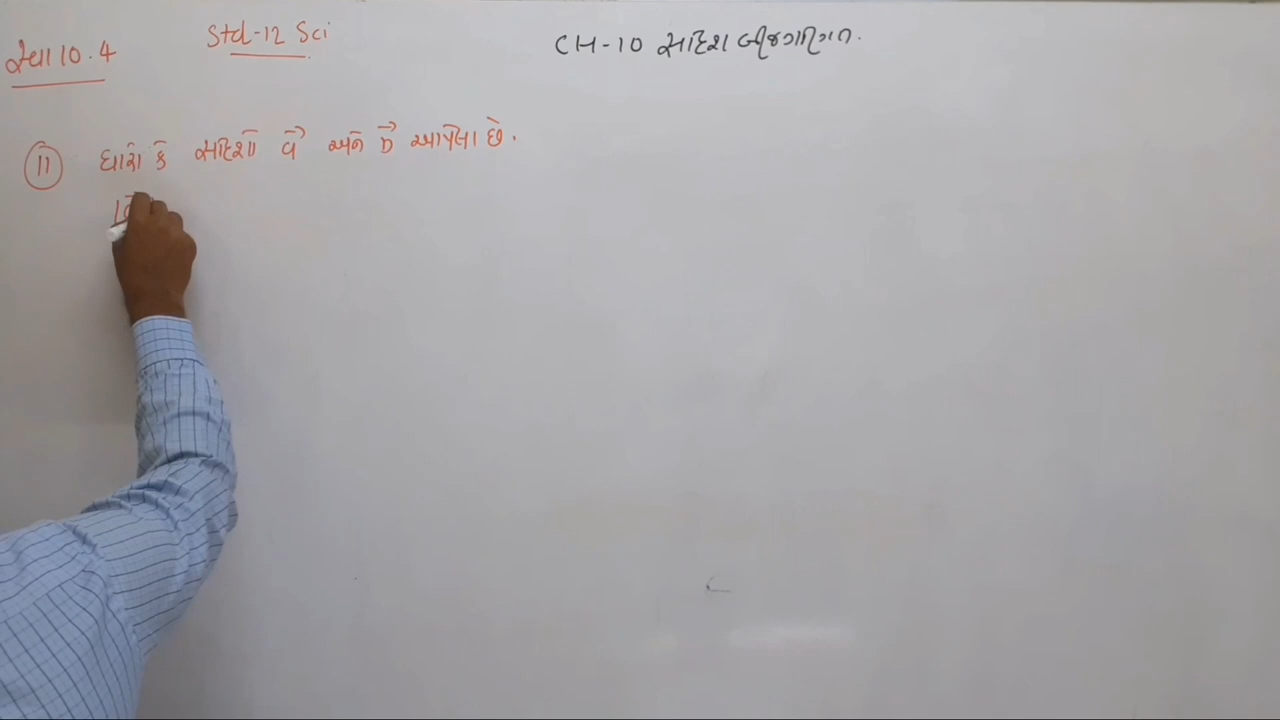 સ્વા 10.4
Std-12 Sci
CH-10 સદિશ બીજગણિત.
11 ધારો કે સદિશો a⃗ અને b⃗ આપેલા છે.